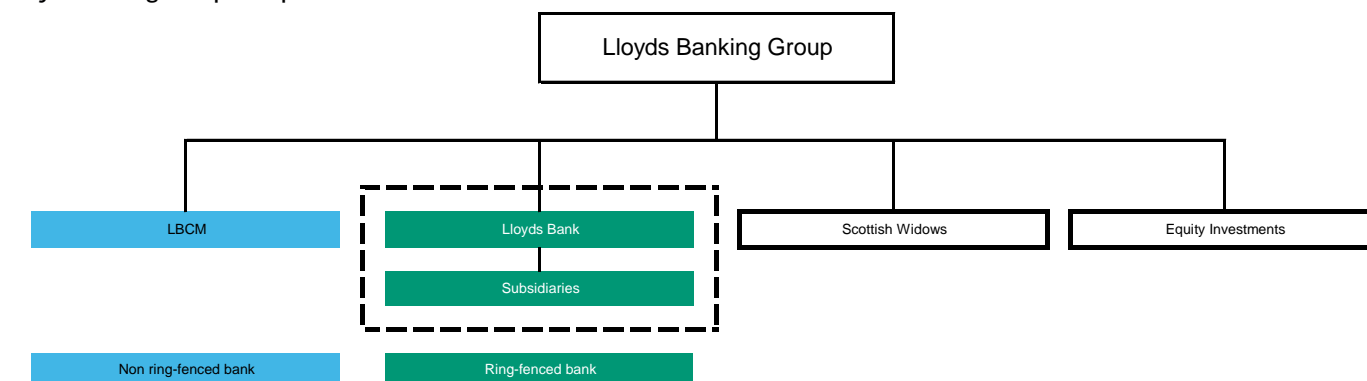 Lloyds Banking Group
LBCM
Lloyds Bank
Scottish Widows
Equity Investments
Subsidiaries
Non ring-fenced bank
Ring-fenced bank